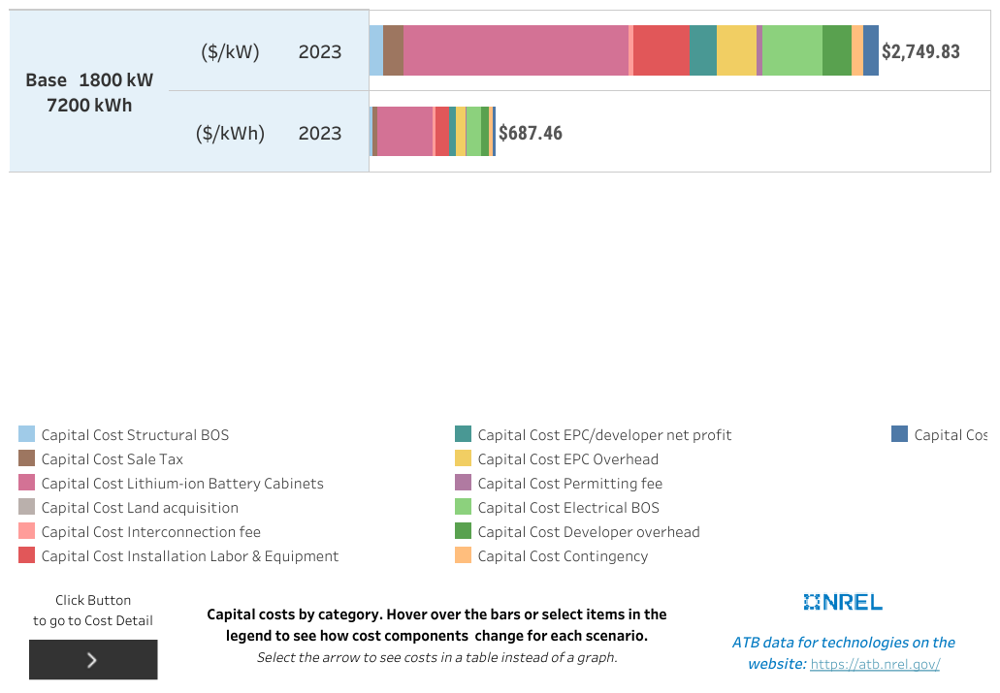 ($/kW) 2023 $2,749.83
Base 1800 kW
7200 kWh
($/kWh) 2023 $687.46
Capital Cost Structural BOS
Capital Cost Sale Tax
Capital Cost Lithium-ion Battery Cabinets
Capital Cost Land acquisition
Capital Cost Interconnection fee
Capital Cost Installation Labor & Equipment
Capital Cost EPC/developer net profit
Capital Cost EPC Overhead
Capital Cost Permitting fee
Capital Cost Electrical BOS
Capital Cost Developer overhead
Capital Cost Contingency
Capital Cos
Click Button
to go to Cost Detail
Capital costs by category. Hover over the bars or select items in the
legend to see how cost components change for each scenario.
Select the arrow to see costs in a table instead of a graph.
NREL
ATB data for technologies on the
website: https://atb.nrel.gov/